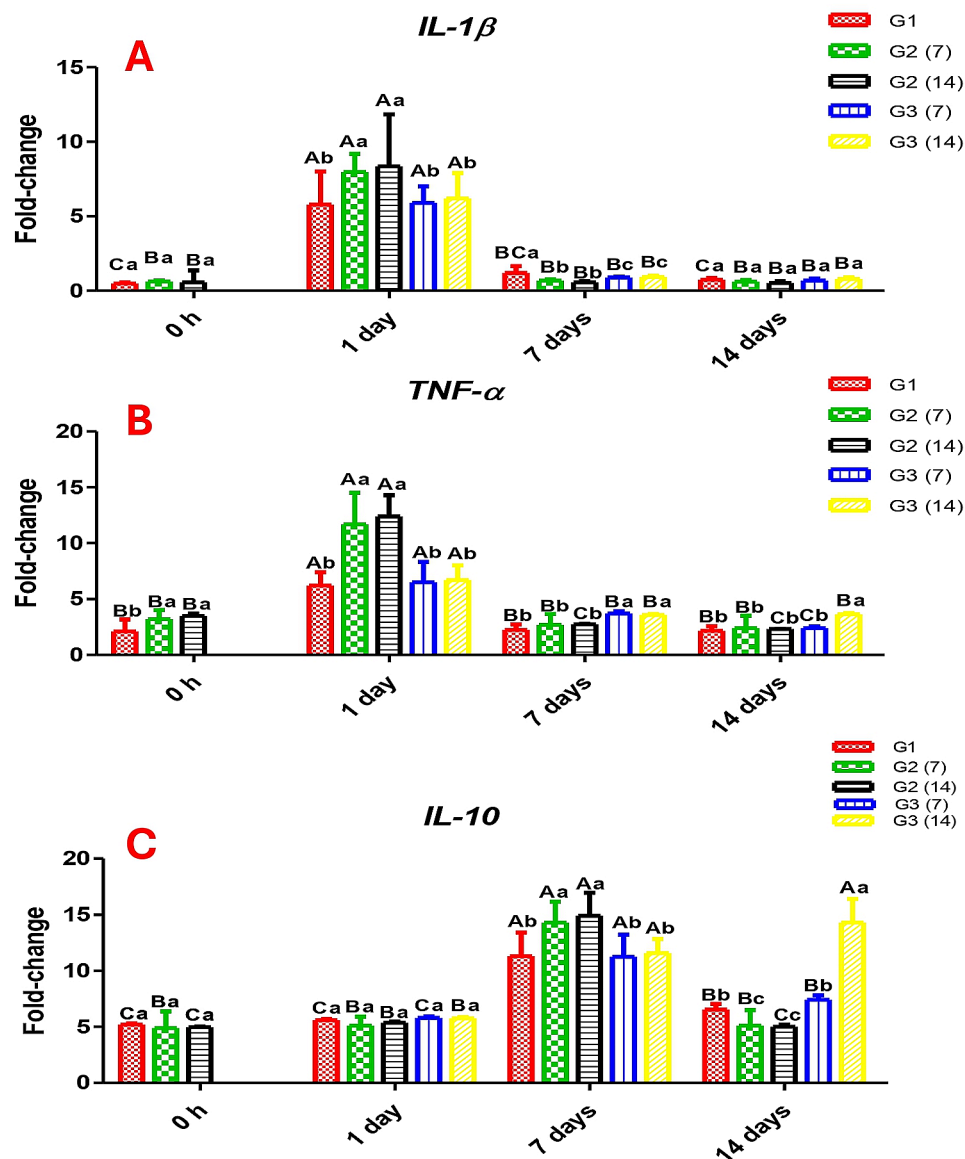 IL-1β
A
G1
G2 (7)
G2 (14)
G3 (7)
G3 (14)
Fold-change
15
10
5
0
Ca Ba Ba
Ab Aa Aa Ab Ab
BCa Bb Bb Bc Bc
Ca Ba Ba Ba Ba
0 h
1 day
7 days
14 days
TNF-α
B
G1
G2 (7)
G2 (14)
G3 (7)
G3 (14)
Fold-change
20
15
10
5
0
Bb Ba Ba
Ab Aa Aa Ab Ab
Bb Bb Cb Ba Ba
Bb Bb Cb Cb Ba
0 h
1 day
7 days
14 days
G1
G2 (7)
G2 (14)
G3 (7)
G3 (14)
IL-10
C
Fold-change
20
15
10
5
0
Ca Ba Ca
Ca Ba Ba Ca Ba
Ab Aa Aa Ab Ab
Bb Bc Cc Bb Aa
0 h
1 day
7 days
14 days